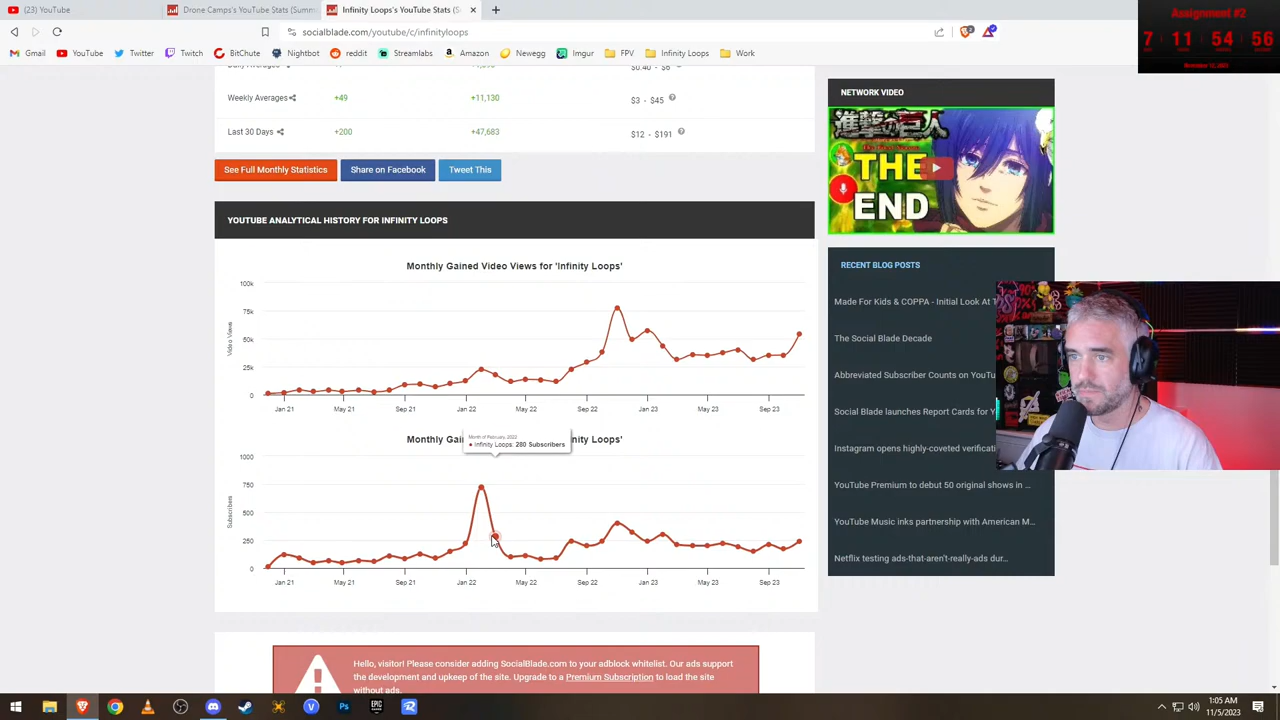 (23) YouTube
Drone Camps's YouTube Stats (Summ
Infinity Loops's YouTube Stats (S
Assignment #2
7 11 54 56
November 12, 2023
socialblade.com/youtube/c/infinityloops
Gmail YouTube Twitter Twitch Reddit Streamlabs Amazon Newegg Imgur FPV Infinity Loops Work
Weekly Averages +49 +11,130 $3 - $45
Last 30 Days +200 +47,683 $12 - $191
See Full Monthly Statistics Share on Facebook Tweet This
YOUTUBE ANALYTICAL HISTORY FOR INFINITY LOOPS
Monthly Gained Video Views for 'Infinity Loops'
100k
75k
50k
25k
0
Video Views
Jan 21 May 21 Sep 21 Jan 22 May 22 Sep 22 Jan 23 May 23 Sep 23
Monthly Gai
nity Loops'
Month of February, 2022
Infinity Loops: 280 Subscribers
1000
750
500
250
0
Subscribers
Jan 21 May 21 Sep 21 Jan 22 May 22 Sep 22 Jan 23 May 23 Sep 23
Hello, visitor! Please consider adding SocialBlade.com to your adblock whitelist. Our ads support
the development and upkeep of the site. Upgrade to a Premium Subscription to load the site
without ads.
NETWORK VIDEO
進撃の巨人
THE
END
RECENT BLOG POSTS
Made For Kids & COPPA - Initial Look At T
The Social Blade Decade
Abbreviated Subscriber Counts on YouTu
Social Blade launches Report Cards for Y
Instagram opens highly-coveted verificati
YouTube Premium to debut 50 original shows in ...
YouTube Music inks partnership with American M...
Netflix testing ads-that-aren't-really-ads dur...
EPIC
GAMES
1:05 AM
11/5/2023